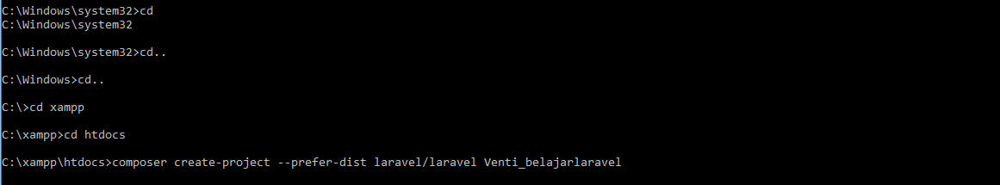 C:\Windows\system32>cd
C:\Windows\system32
C:\Windows\system32>cd..
C:\Windows>cd..
C:\>cd xampp
C:\xampp>cd htdocs
C:\xampp\htdocs>composer create-project --prefer-dist laravel/laravel Venti_belajarlaravel